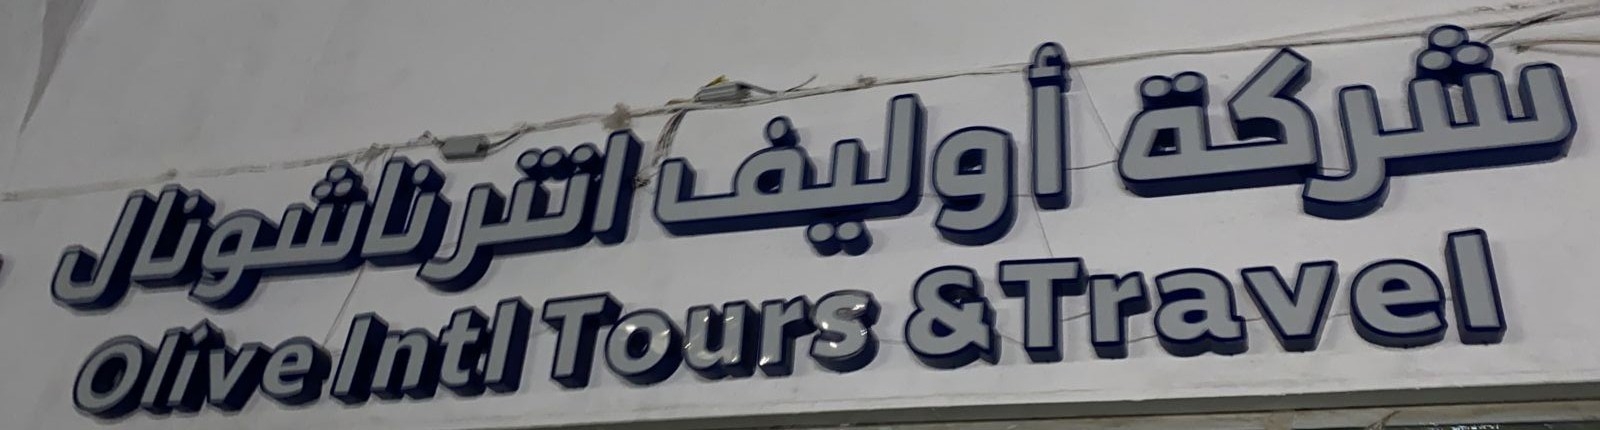 شركة أوليف انترناشونال
Olive Intl Tours & Travel